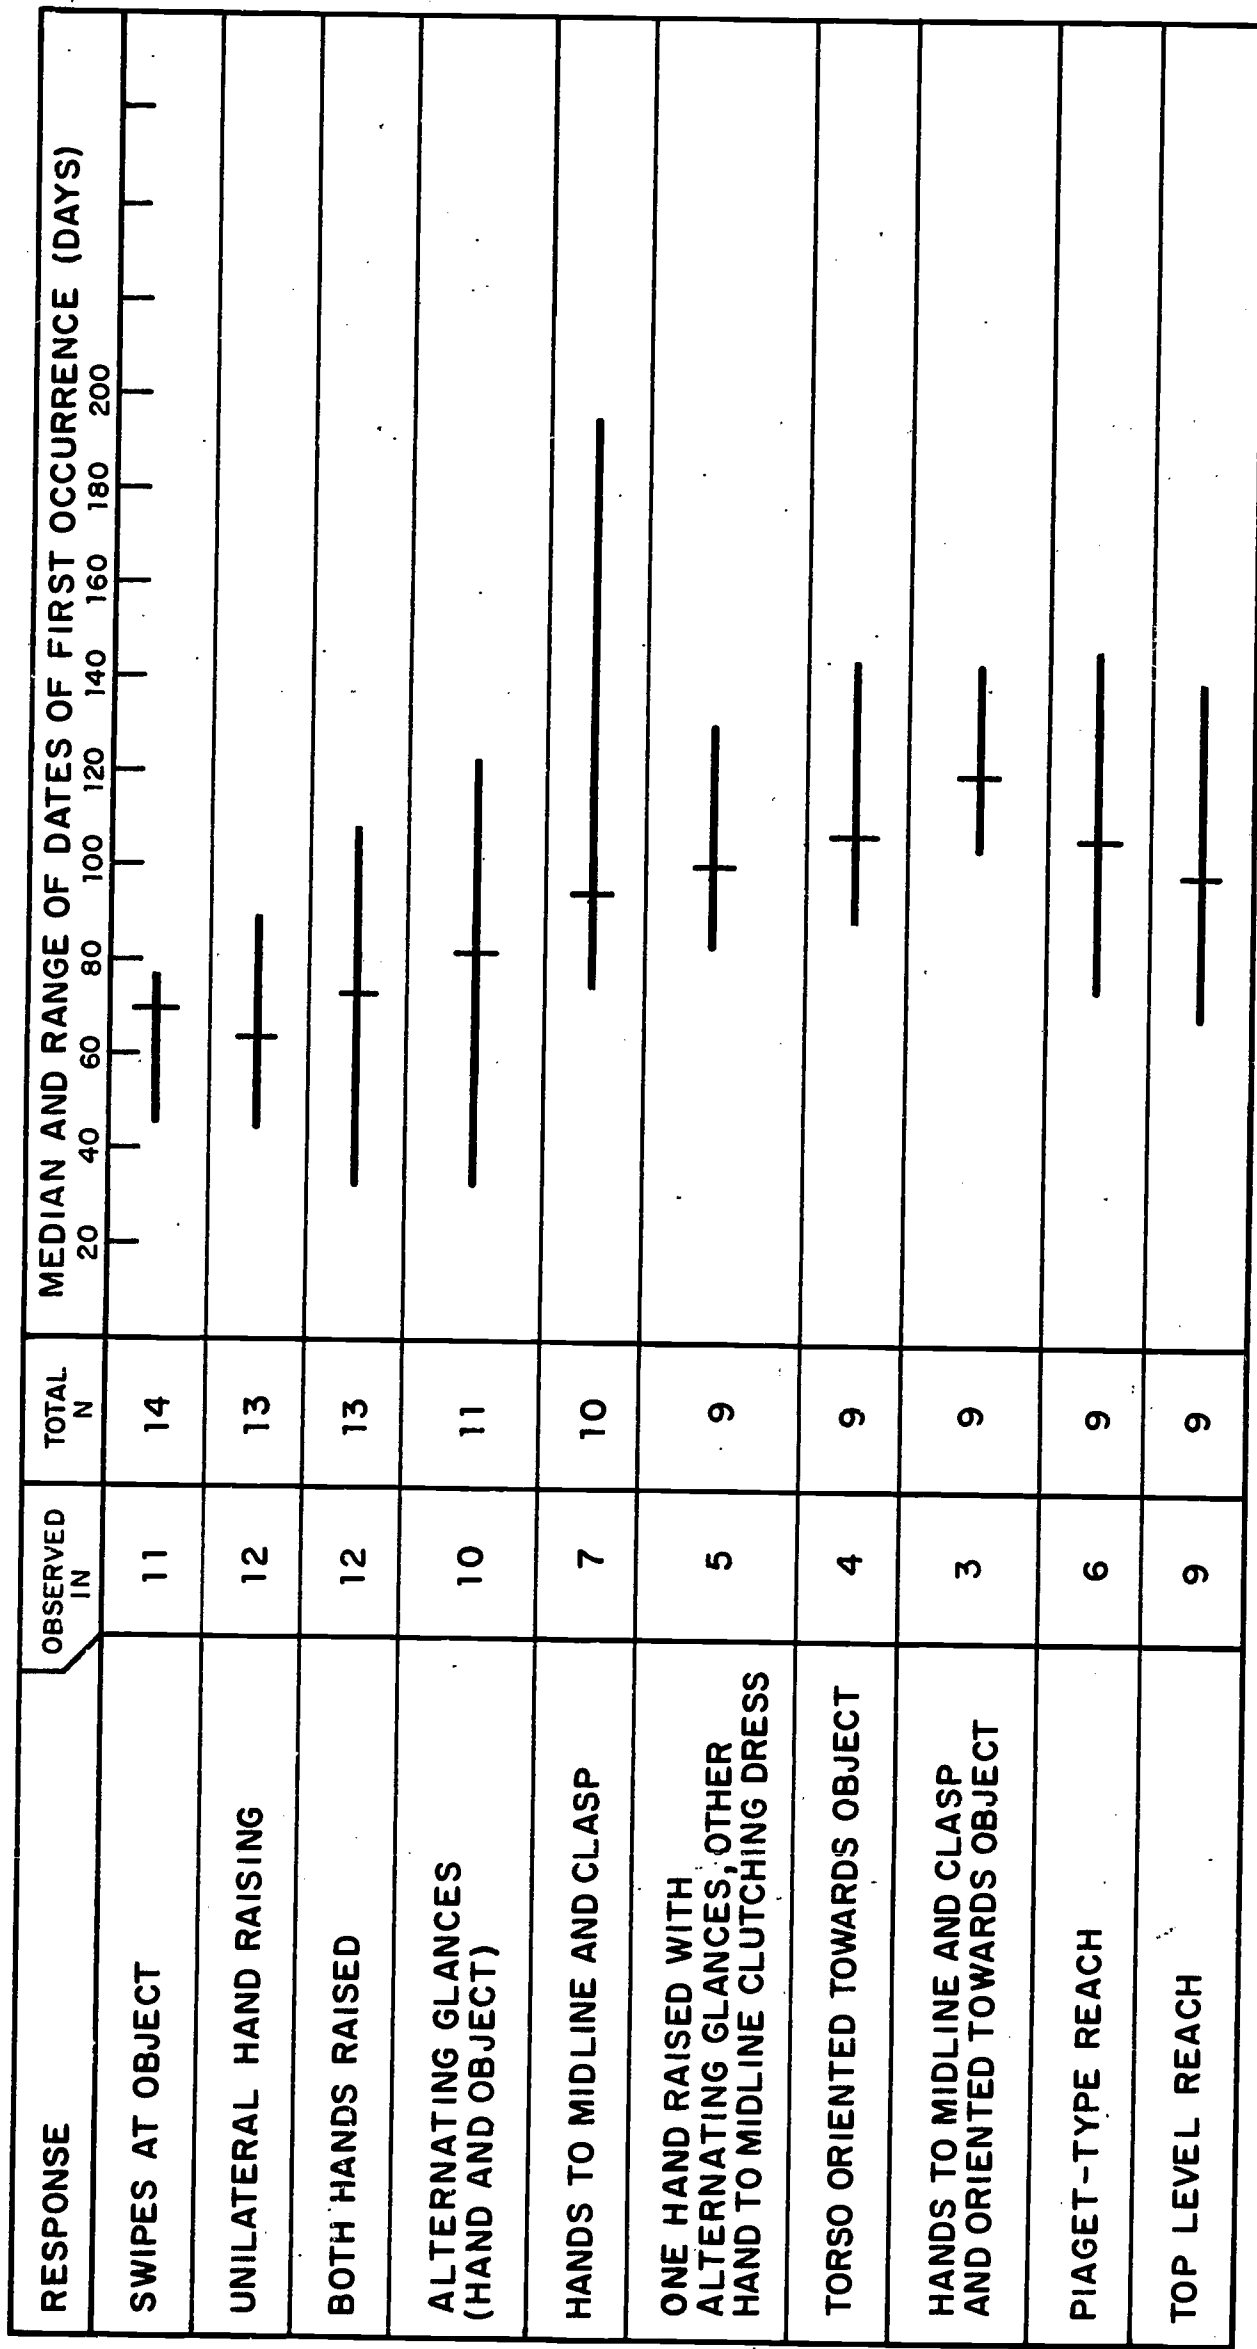 RESPONSE
OBSERVED
IN
TOTAL
N
MEDIAN AND RANGE OF DATES OF FIRST OCCURRENCE (DAYS)
20 40 60 80 100 120 140 160 180 200
SWIPES AT OBJECT 11 14
UNILATERAL HAND RAISING 12 13
BOTH HANDS RAISED 12 13
ALTERNATING GLANCES
(HAND AND OBJECT) 10 11
HANDS TO MIDLINE AND CLASP 7 10
ONE HAND RAISED WITH
ALTERNATING GLANCES, OTHER
HAND TO MIDLINE CLUTCHING DRESS 5 9
TORSO ORIENTED TOWARDS OBJECT 4 9
HANDS TO MIDLINE AND CLASP
AND ORIENTED TOWARDS OBJECT 3 9
PIAGET-TYPE REACH 6 9
TOP LEVEL REACH 9 9